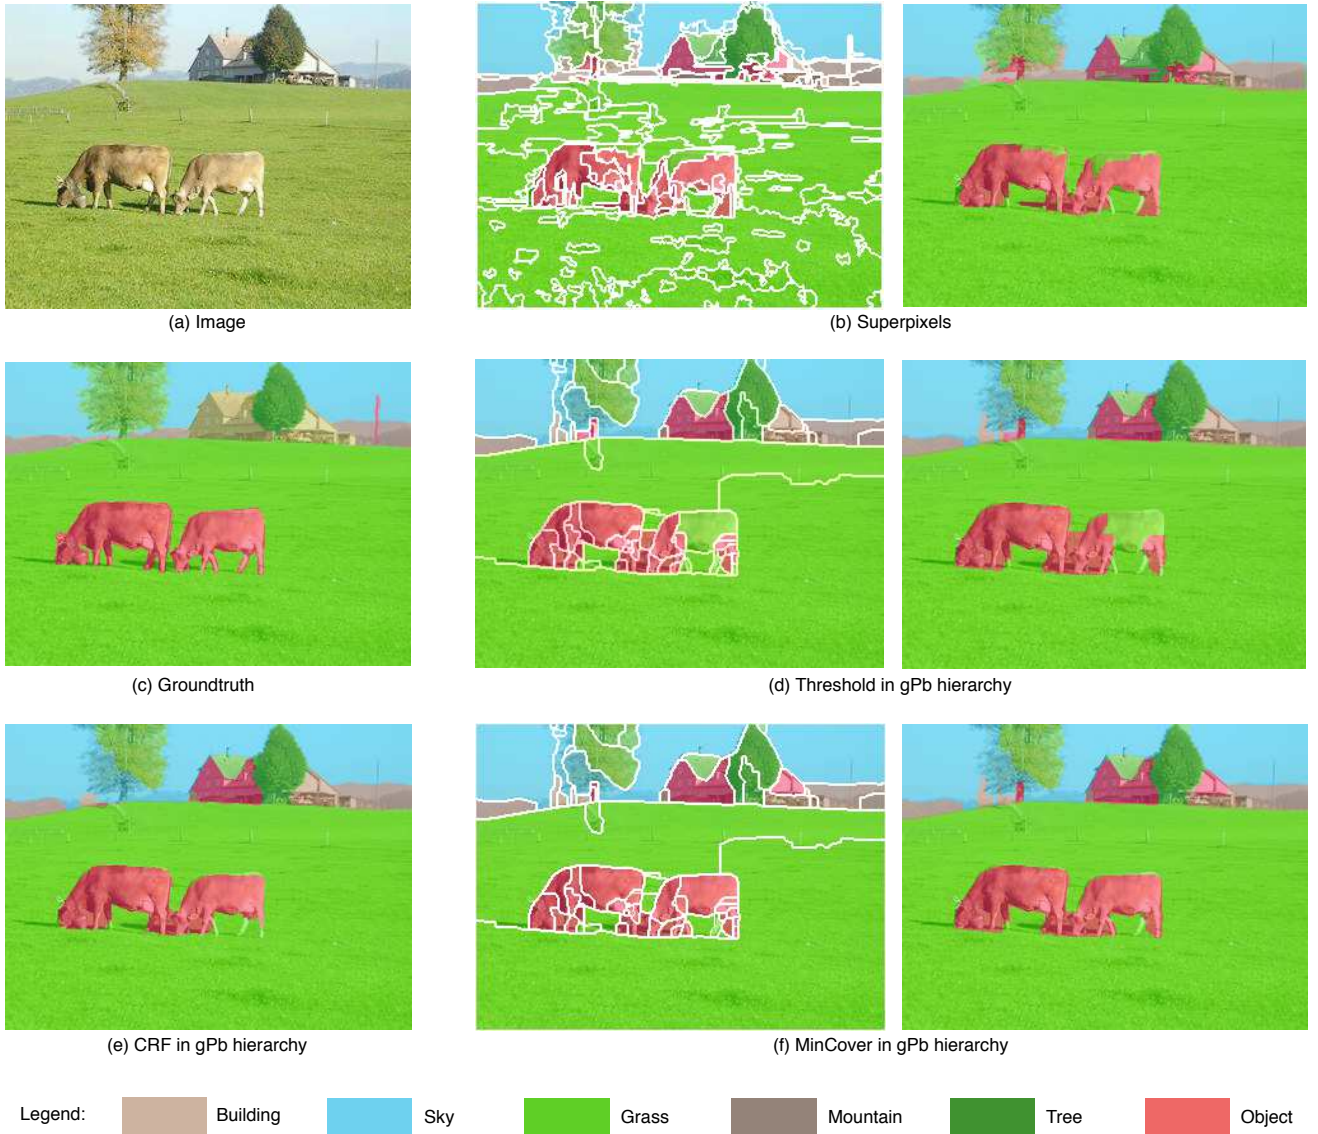 (a) Image
(b) Superpixels
(c) Groundtruth
(d) Threshold in gPb hierarchy
(e) CRF in gPb hierarchy
(f) MinCover in gPb hierarchy
Legend: Building Sky Grass Mountain Tree Object